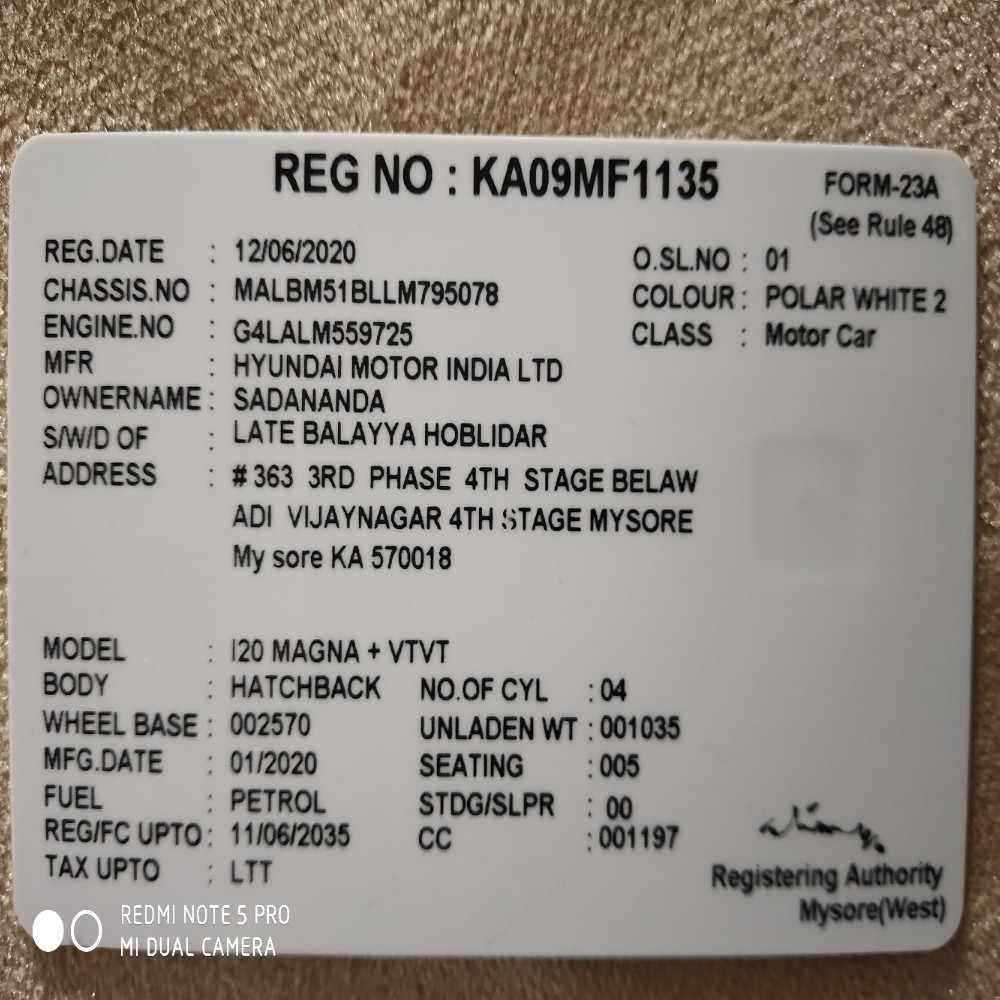 REG NO : KA09MF1135
FORM-23A
(See Rule 48)
REG.DATE : 12/06/2020 O.SL.NO : 01
CHASSIS.NO : MALBM51BLLM795078 COLOUR : POLAR WHITE 2
ENGINE.NO : G4LALM559725 CLASS : Motor Car
MFR : HYUNDAI MOTOR INDIA LTD
OWNERNAME : SADANANDA
S/W/D OF : LATE BALAYYA HOBLIDAR
ADDRESS : # 363 3RD PHASE 4TH STAGE BELAW
ADI VIJAYNAGAR 4TH STAGE MYSORE
My sore KA 570018
MODEL : I20 MAGNA + VTVT
BODY : HATCHBACK NO.OF CYL : 04
WHEEL BASE : 002570 UNLADEN WT : 001035
MFG.DATE : 01/2020 SEATING : 005
FUEL : PETROL STDG/SLPR : 00
REG/FC UPTO : 11/06/2035 CC : 001197
TAX UPTO : LTT
Registering Authority
Mysore(West)
REDMI NOTE 5 PRO
MI DUAL CAMERA